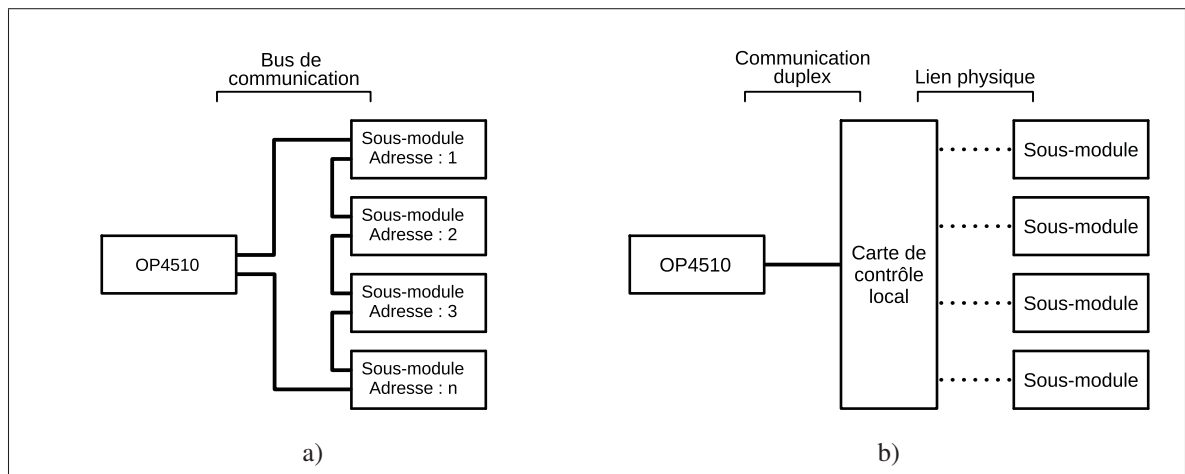 Bus de
communication
Sous-module
Adresse : 1
Sous-module
Adresse : 2
OP4510
Sous-module
Adresse : 3
Sous-module
Adresse : n
a)
Communication
duplex
Lien physique
Sous-module
Sous-module
OP4510
Carte de
contrôle
local
Sous-module
Sous-module
b)